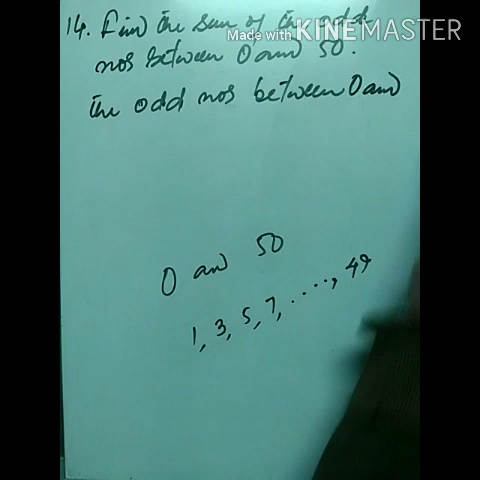 14. Find the sum of the odd
Made with KINEMASTER
nos between 0 and 50.
The odd nos between 0 and
0 and 50
1, 3, 5, 7, ....., 49